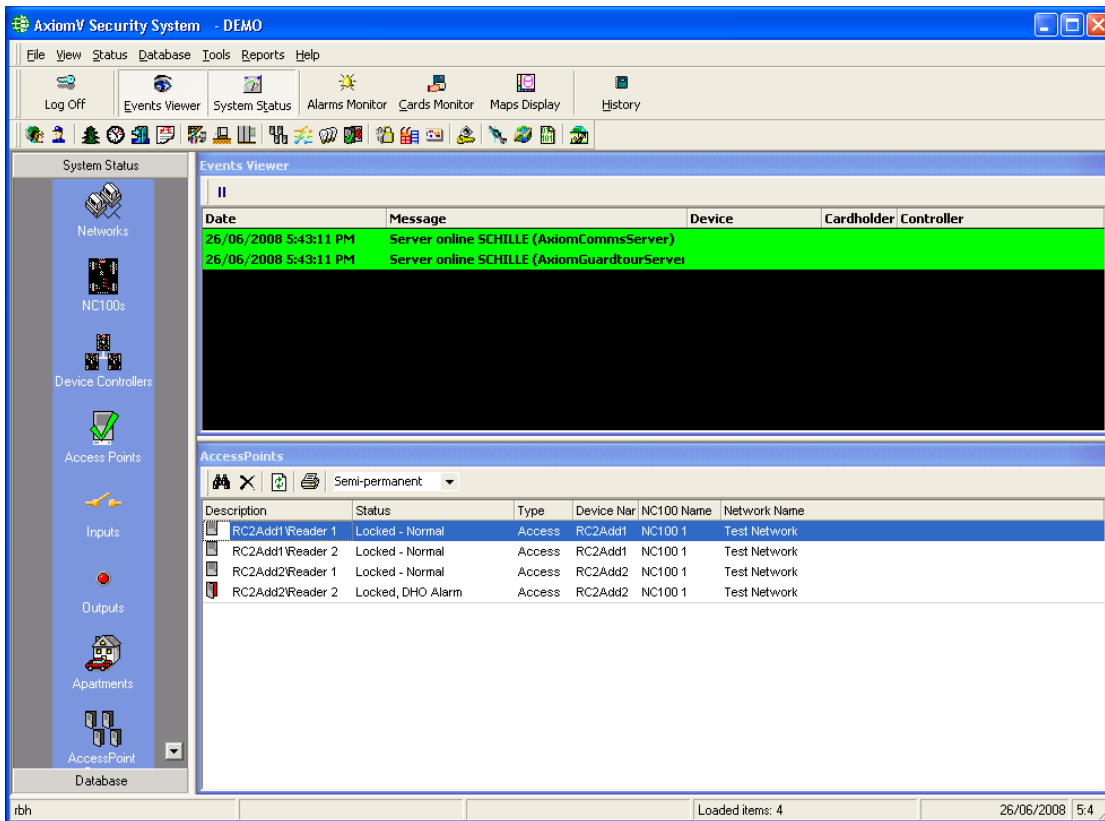 AxiomV Security System - DEMO
File View Status Database Tools Reports Help
Log Off Events Viewer System Status Alarms Monitor Cards Monitor Maps Display History
System Status
Networks
NC100s
Device Controllers
Access Points
Inputs
Outputs
Apartments
AccessPoint
Database
Events Viewer
Date Message Device Cardholder Controller
26/06/2008 5:43:11 PM Server online SCHILLE (AxiomCommsServer)
26/06/2008 5:43:11 PM Server online SCHILLE (AxiomGuardtourServer
AccessPoints
Semi-permanent
Description Status Type Device Nar NC100 Name Network Name
RC2Add1\Reader 1 Locked - Normal Access RC2Add1 NC100 1 Test Network
RC2Add1\Reader 2 Locked - Normal Access RC2Add1 NC100 1 Test Network
RC2Add2\Reader 1 Locked - Normal Access RC2Add2 NC100 1 Test Network
RC2Add2\Reader 2 Locked, DHO Alarm Access RC2Add2 NC100 1 Test Network
rbh Loaded items: 4 26/06/2008 5:4